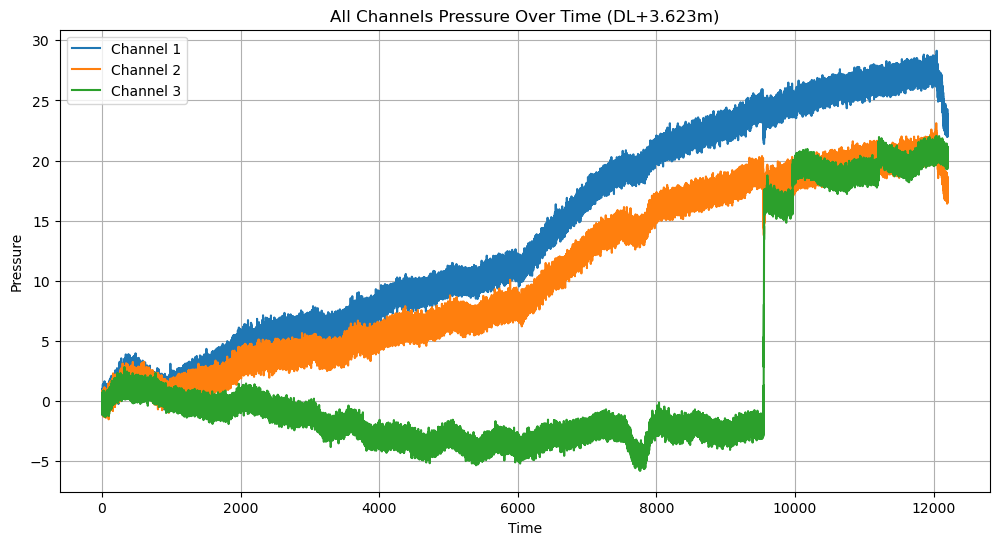 All Channels Pressure Over Time (DL+3.623m)
Channel 1
Channel 2
Channel 3
30
25
20
15
10
5
0
−5
Pressure
0 2000 4000 6000 8000 10000 12000
Time